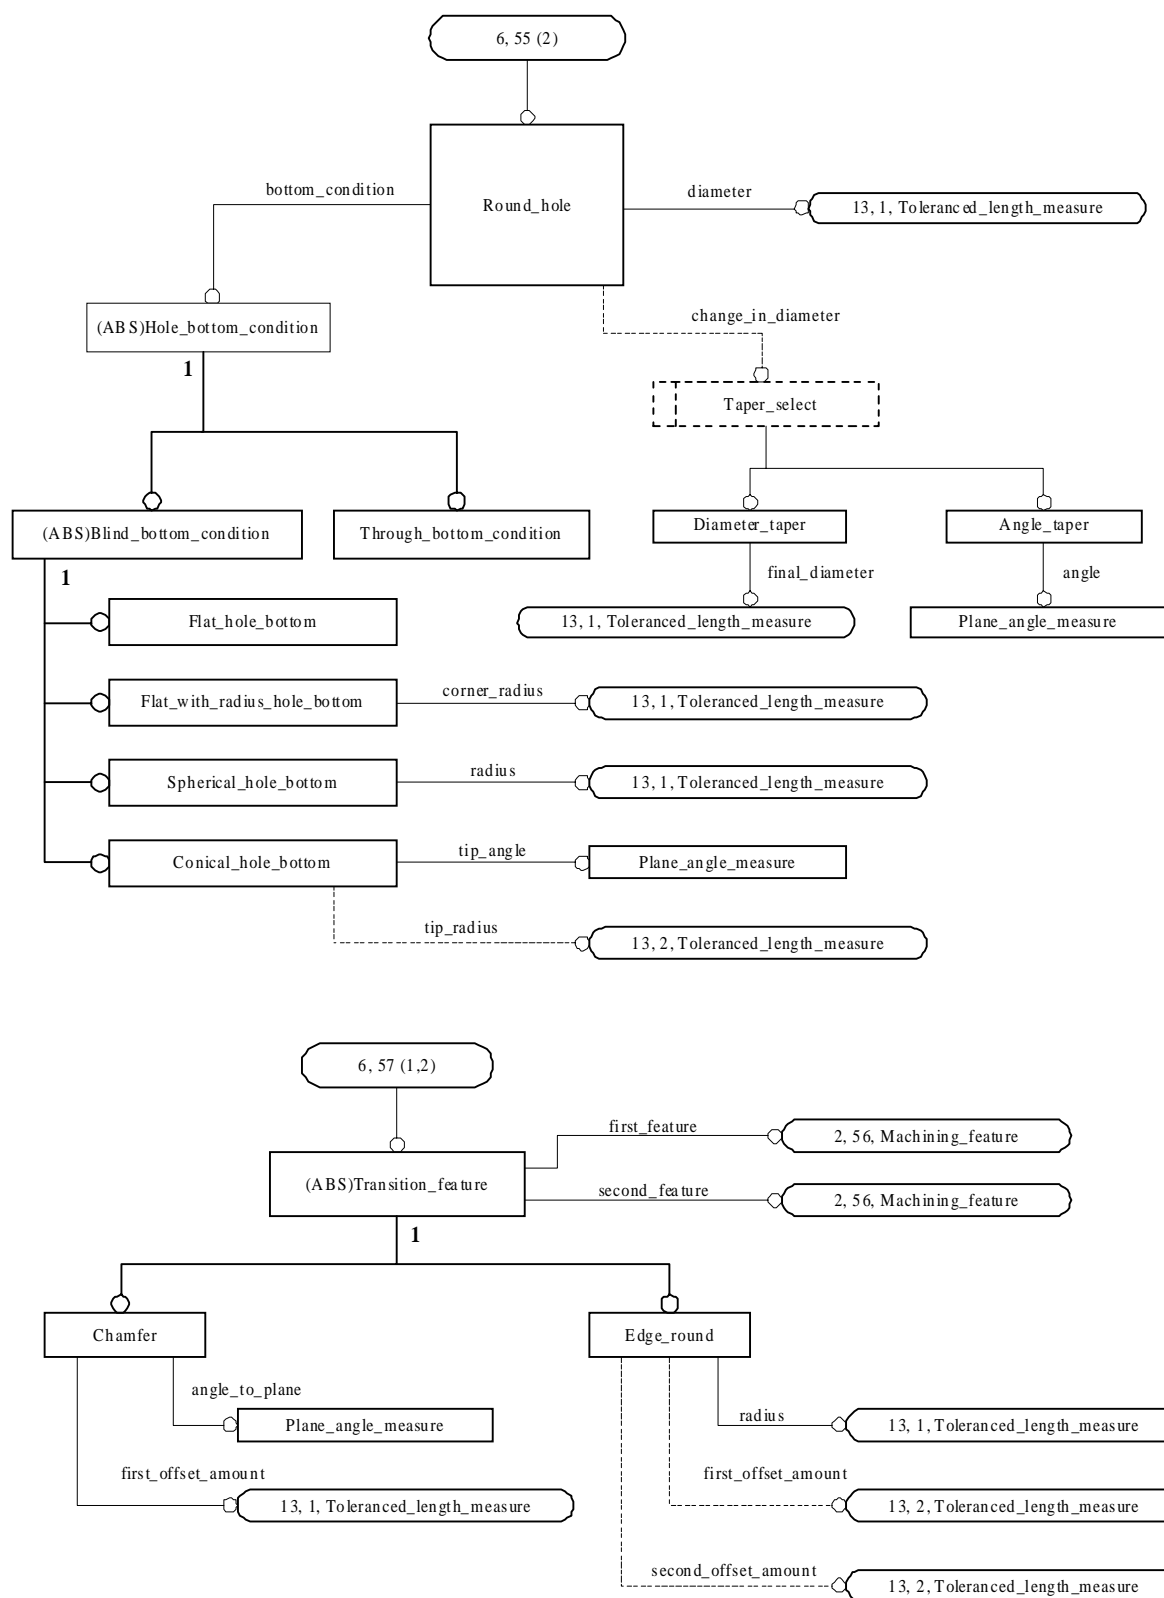 6, 55 (2)
bottom_condition
Round_hole
diameter
13, 1, Toleranced_length_measure
(ABS)Hole_bottom_condition
1
change_in_diameter
Taper_select
(ABS)Blind_bottom_condition
Through_bottom_condition
Diameter_taper
Angle_taper
1
final_diameter
angle
Flat_hole_bottom
13, 1, Toleranced_length_measure
Plane_angle_measure
Flat_with_radius_hole_bottom
corner_radius
13, 1, Toleranced_length_measure
Spherical_hole_bottom
radius
13, 1, Toleranced_length_measure
Conical_hole_bottom
tip_angle
Plane_angle_measure
tip_radius
13, 2, Toleranced_length_measure
6, 57 (1,2)
(ABS)Transition_feature
first_feature
2, 56, Machining_feature
second_feature
2, 56, Machining_feature
1
Chamfer
Edge_round
angle_to_plane
Plane_angle_measure
radius
13, 1, Toleranced_length_measure
first_offset_amount
13, 1, Toleranced_length_measure
first_offset_amount
13, 2, Toleranced_length_measure
second_offset_amount
13, 2, Toleranced_length_measure